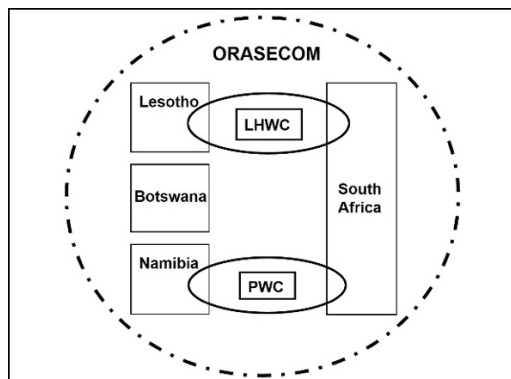 ORASECOM
Lesotho
LHWC
Botswana
South
Africa
Namibia
PWC